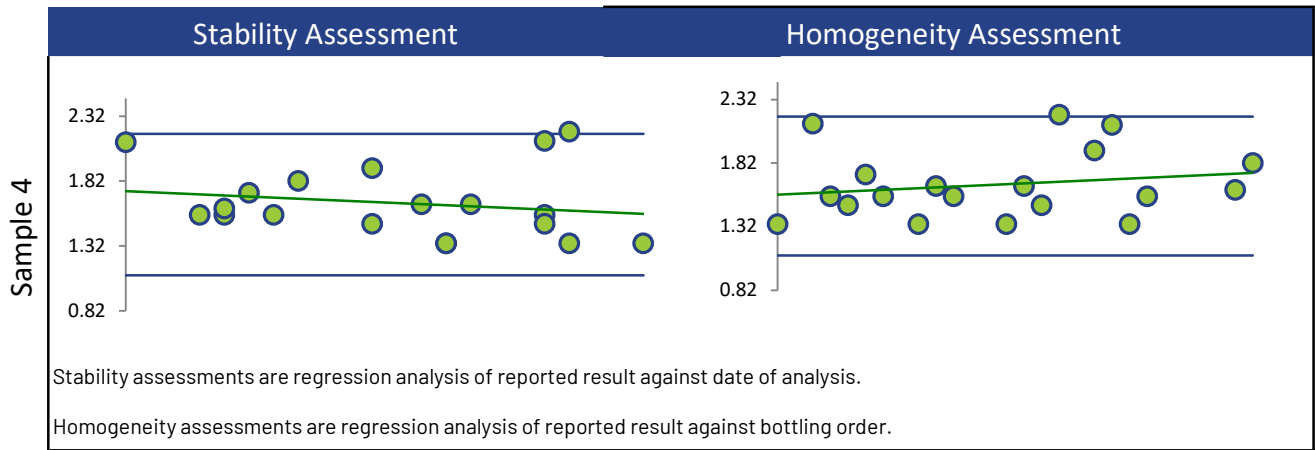 Stability Assessment
Homogeneity Assessment
Sample 4
2.32
1.82
1.32
0.82
2.32
1.82
1.32
0.82
Stability assessments are regression analysis of reported result against date of analysis.
Homogeneity assessments are regression analysis of reported result against bottling order.